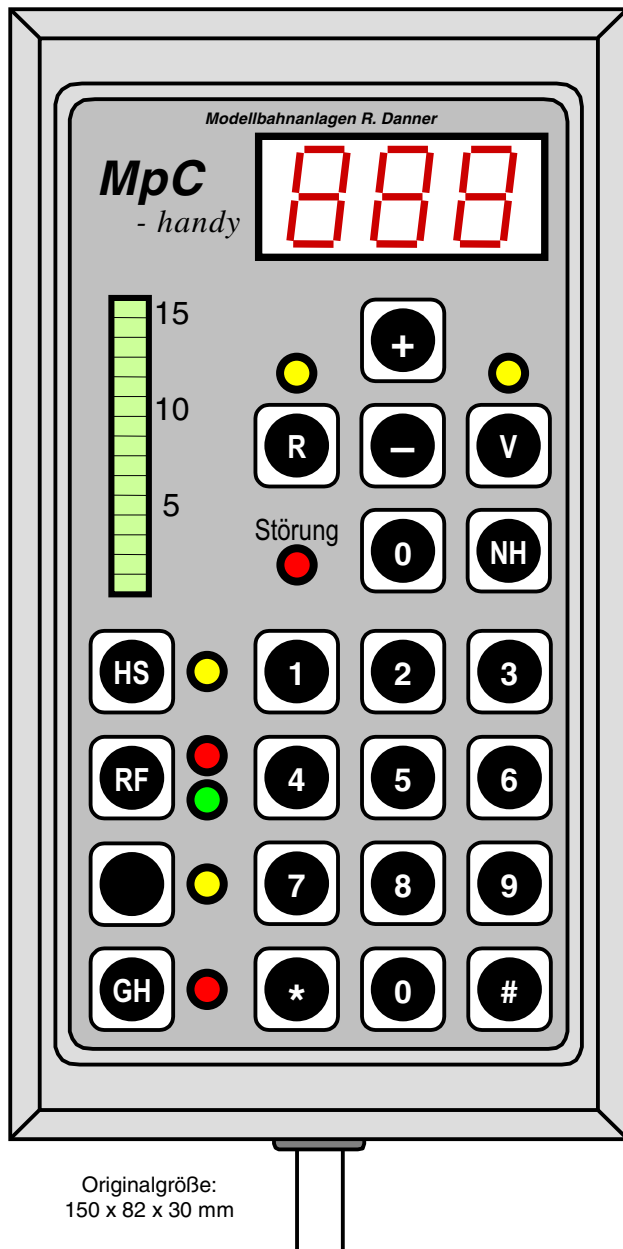 Modellbahnanlagen R. Danner
MpC
- handy
888
15
10
5
+
R
–
V
Störung
0
NH
HS
1
2
3
RF
4
5
6
7
8
9
GH
*
0
#
Originalgröße:
150 x 82 x 30 mm